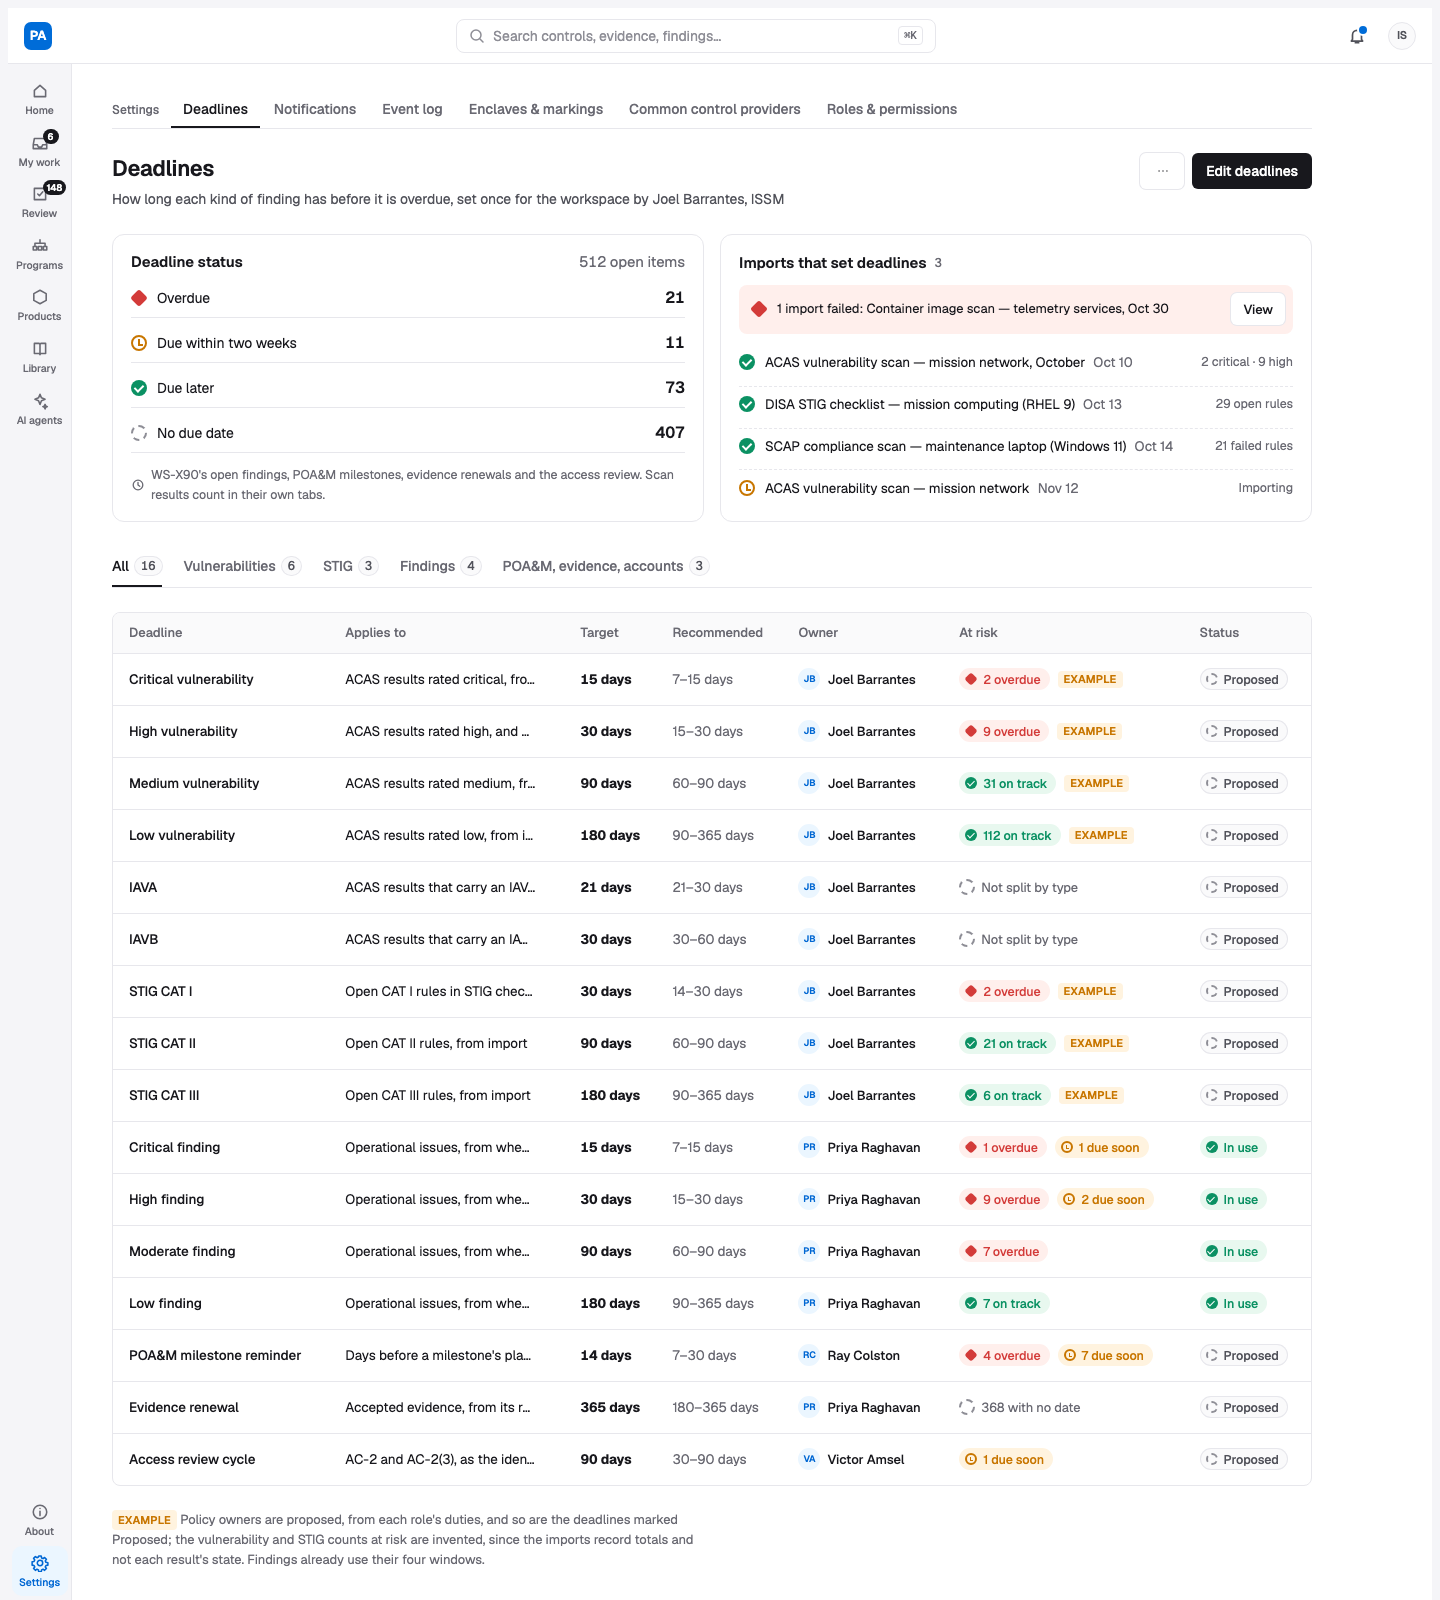 PA
Search controls, evidence, findings...
⌘K
IS
Home
6
My work
148
Review
Programs
Products
Library
AI agents
About
Settings
Settings Deadlines Notifications Event log Enclaves & markings Common control providers Roles & permissions
Deadlines
How long each kind of finding has before it is overdue, set once for the workspace by Joel Barrantes, ISSM
... Edit deadlines
Deadline status 512 open items
Overdue 21
Due within two weeks 11
Due later 73
No due date 407
WS-X90's open findings, POA&M milestones, evidence renewals and the access review. Scan
results count in their own tabs.
Imports that set deadlines 3
1 import failed: Container image scan — telemetry services, Oct 30 View
ACAS vulnerability scan — mission network, October Oct 10 2 critical · 9 high
DISA STIG checklist — mission computing (RHEL 9) Oct 13 29 open rules
SCAP compliance scan — maintenance laptop (Windows 11) Oct 14 21 failed rules
ACAS vulnerability scan — mission network Nov 12 Importing
All 16 Vulnerabilities 6 STIG 3 Findings 4 POA&M, evidence, accounts 3
Deadline Applies to Target Recommended Owner At risk Status
Critical vulnerability ACAS results rated critical, fro... 15 days 7–15 days JB Joel Barrantes 2 overdue EXAMPLE Proposed
High vulnerability ACAS results rated high, and ... 30 days 15–30 days JB Joel Barrantes 9 overdue EXAMPLE Proposed
Medium vulnerability ACAS results rated medium, fr... 90 days 60–90 days JB Joel Barrantes 31 on track EXAMPLE Proposed
Low vulnerability ACAS results rated low, from i... 180 days 90–365 days JB Joel Barrantes 112 on track EXAMPLE Proposed
IAVA ACAS results that carry an IAV... 21 days 21–30 days JB Joel Barrantes Not split by type Proposed
IAVB ACAS results that carry an IA... 30 days 30–60 days JB Joel Barrantes Not split by type Proposed
STIG CAT I Open CAT I rules in STIG chec... 30 days 14–30 days JB Joel Barrantes 2 overdue EXAMPLE Proposed
STIG CAT II Open CAT II rules, from import 90 days 60–90 days JB Joel Barrantes 21 on track EXAMPLE Proposed
STIG CAT III Open CAT III rules, from import 180 days 90–365 days JB Joel Barrantes 6 on track EXAMPLE Proposed
Critical finding Operational issues, from whe... 15 days 7–15 days PR Priya Raghavan 1 overdue 1 due soon In use
High finding Operational issues, from whe... 30 days 15–30 days PR Priya Raghavan 9 overdue 2 due soon In use
Moderate finding Operational issues, from whe... 90 days 60–90 days PR Priya Raghavan 7 overdue In use
Low finding Operational issues, from whe... 180 days 90–365 days PR Priya Raghavan 7 on track In use
POA&M milestone reminder Days before a milestone's pla... 14 days 7–30 days RC Ray Colston 4 overdue 7 due soon Proposed
Evidence renewal Accepted evidence, from its r... 365 days 180–365 days PR Priya Raghavan 368 with no date Proposed
Access review cycle AC-2 and AC-2(3), as the iden... 90 days 30–90 days VA Victor Amsel 1 due soon Proposed
EXAMPLE Policy owners are proposed, from each role's duties, and so are the deadlines marked
Proposed; the vulnerability and STIG counts at risk are invented, since the imports record totals and
not each result's state. Findings already use their four windows.